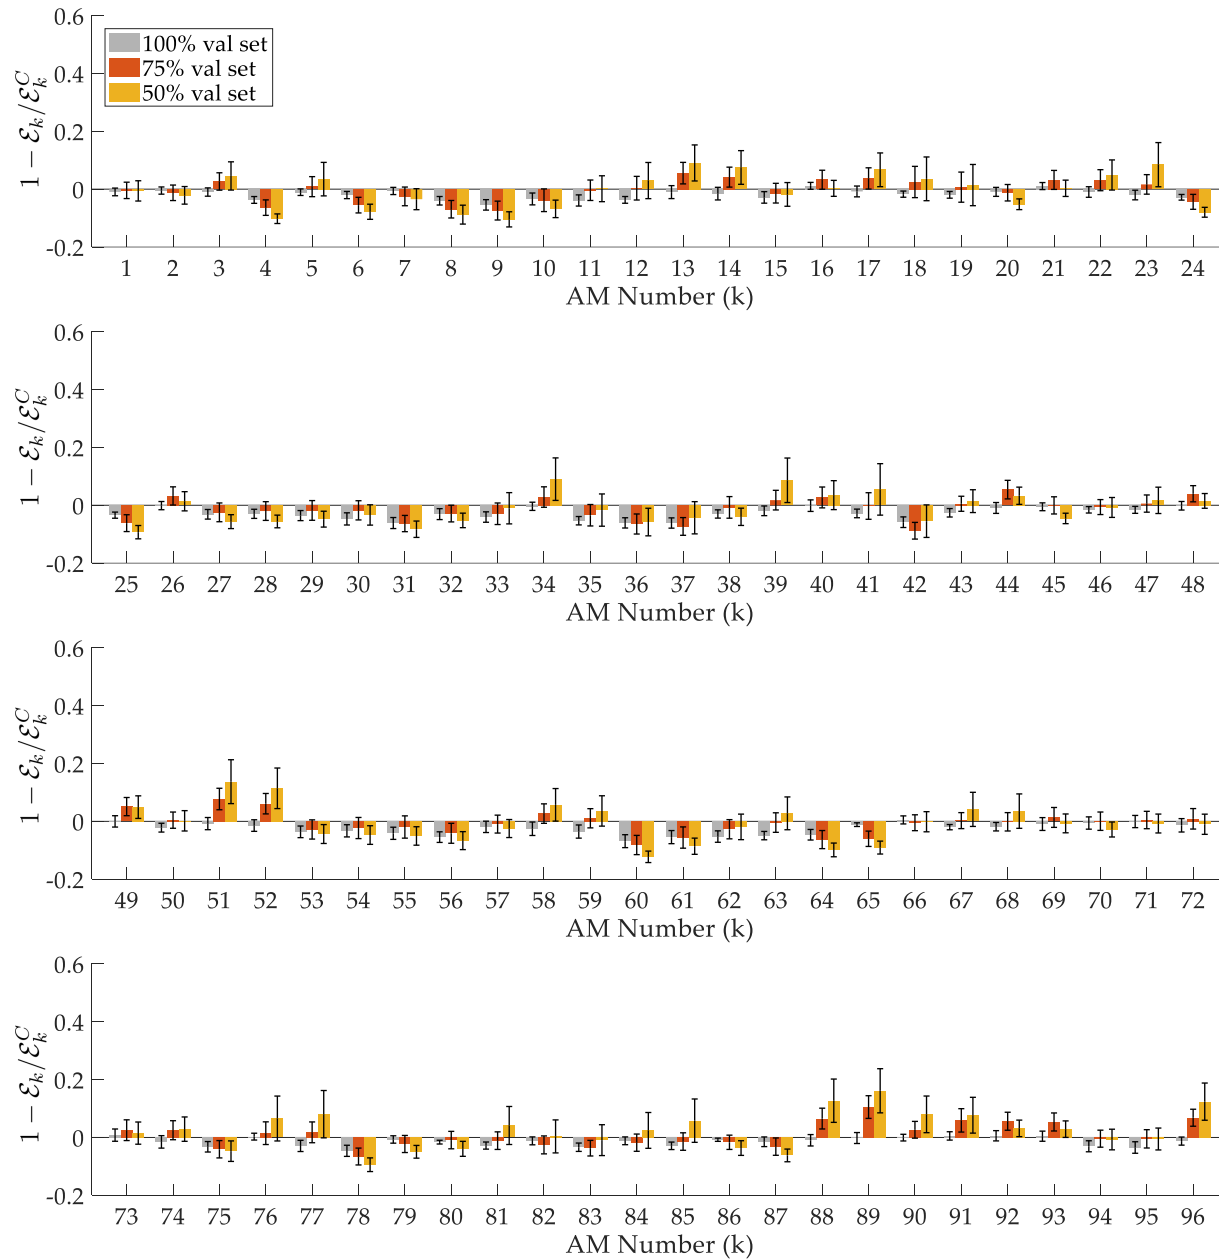 0.6
0.4
0.2
0
-0.2
1 − ℰₖ/ℰₖᶜ
100% val set
75% val set
50% val set
1 2 3 4 5 6 7 8 9 10 11 12 13 14 15 16 17 18 19 20 21 22 23 24
AM Number (k)
0.6
0.4
0.2
0
-0.2
1 − ℰₖ/ℰₖᶜ
25 26 27 28 29 30 31 32 33 34 35 36 37 38 39 40 41 42 43 44 45 46 47 48
AM Number (k)
0.6
0.4
0.2
0
-0.2
1 − ℰₖ/ℰₖᶜ
49 50 51 52 53 54 55 56 57 58 59 60 61 62 63 64 65 66 67 68 69 70 71 72
AM Number (k)
0.6
0.4
0.2
0
-0.2
1 − ℰₖ/ℰₖᶜ
73 74 75 76 77 78 79 80 81 82 83 84 85 86 87 88 89 90 91 92 93 94 95 96
AM Number (k)